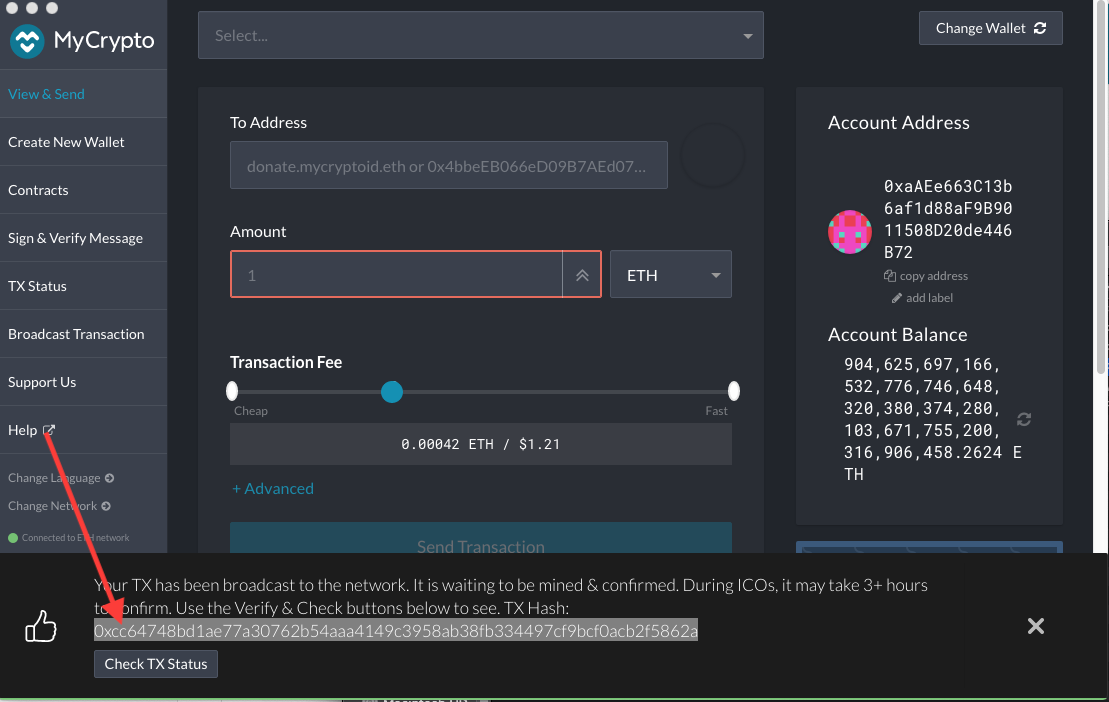 MyCrypto
View & Send
Create New Wallet
Contracts
Sign & Verify Message
TX Status
Broadcast Transaction
Support Us
Help
Change Language
Change Network
Connected to ETH network
Select...
Change Wallet
To Address
donate.mycryptoid.eth or 0x4bbeEB066eD09B7AEd07...
Amount
1
ETH
Transaction Fee
Cheap
Fast
0.00042 ETH / $1.21
+ Advanced
Send Transaction
Account Address
0xaAEe663C13b
6af1d88aF9B90
11508D20de446
B72
copy address
add label
Account Balance
904,625,697,166,
532,776,746,648,
320,380,374,280,
103,671,755,200,
316,906,458.2624 E
TH
Your TX has been broadcast to the network. It is waiting to be mined & confirmed. During ICOs, it may take 3+ hours
to confirm. Use the Verify & Check buttons below to see. TX Hash:
0xcc64748bd1ae77a30762b54aaa4149c3958ab38fb334497cf9bcf0acb2f5862a
Check TX Status